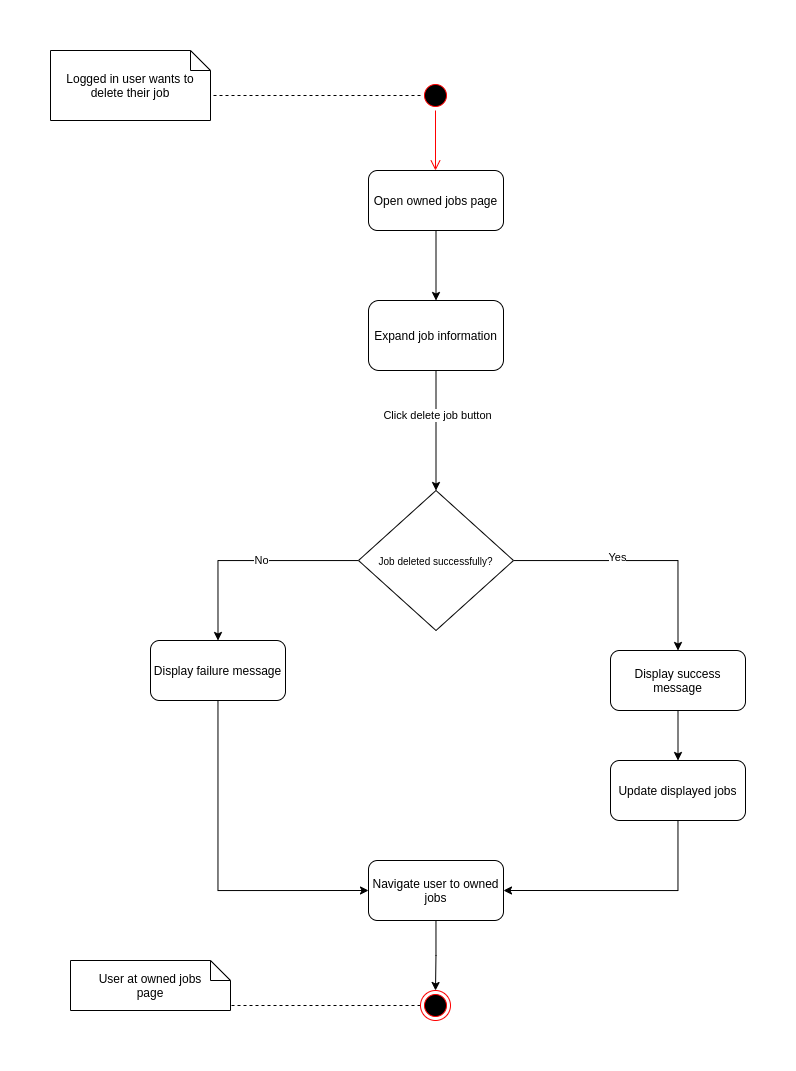 Logged in user wants to
delete their job
Open owned jobs page
Expand job information
Click delete job button
Job deleted successfully?
No
Yes
Display failure message
Display success
message
Update displayed jobs
Navigate user to owned
jobs
User at owned jobs
page